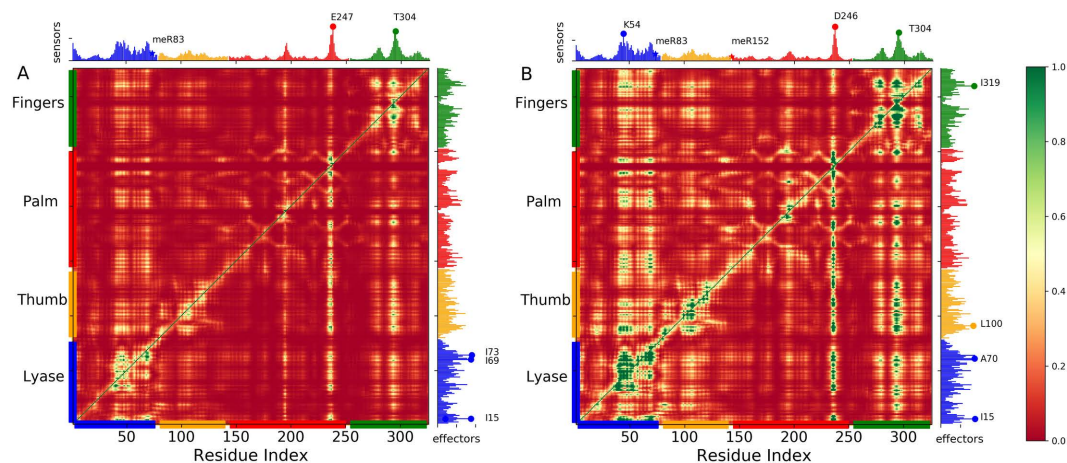 sensors
meR83
E247
T304
A
Fingers
Palm
Thumb
Lyase
I73
I69
I15
effectors
50
100
150
200
250
300
Residue Index
sensors
K54
meR83
meR152
D246
T304
B
Fingers
Palm
Thumb
Lyase
I319
L100
A70
I15
effectors
50
100
150
200
250
300
Residue Index
1.0
0.8
0.6
0.4
0.2
0.0